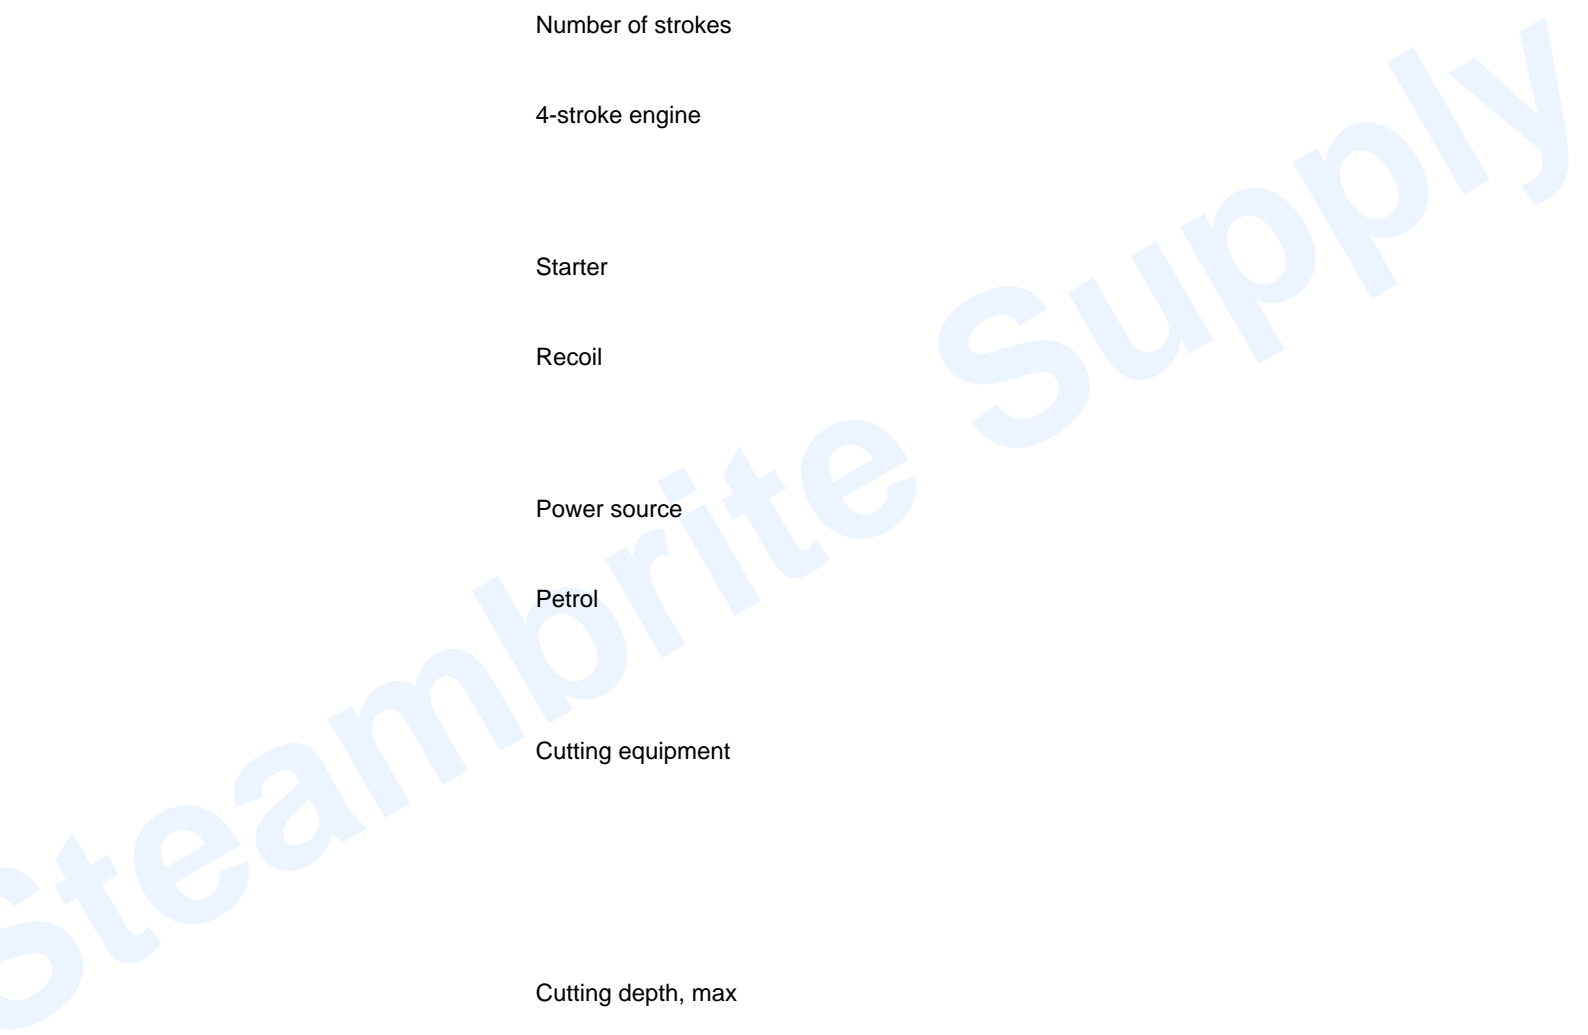 Number of strokes
4-stroke engine
Starter
Recoil
Power source
Petrol
Cutting equipment
Cutting depth, max
Steambrite Supply